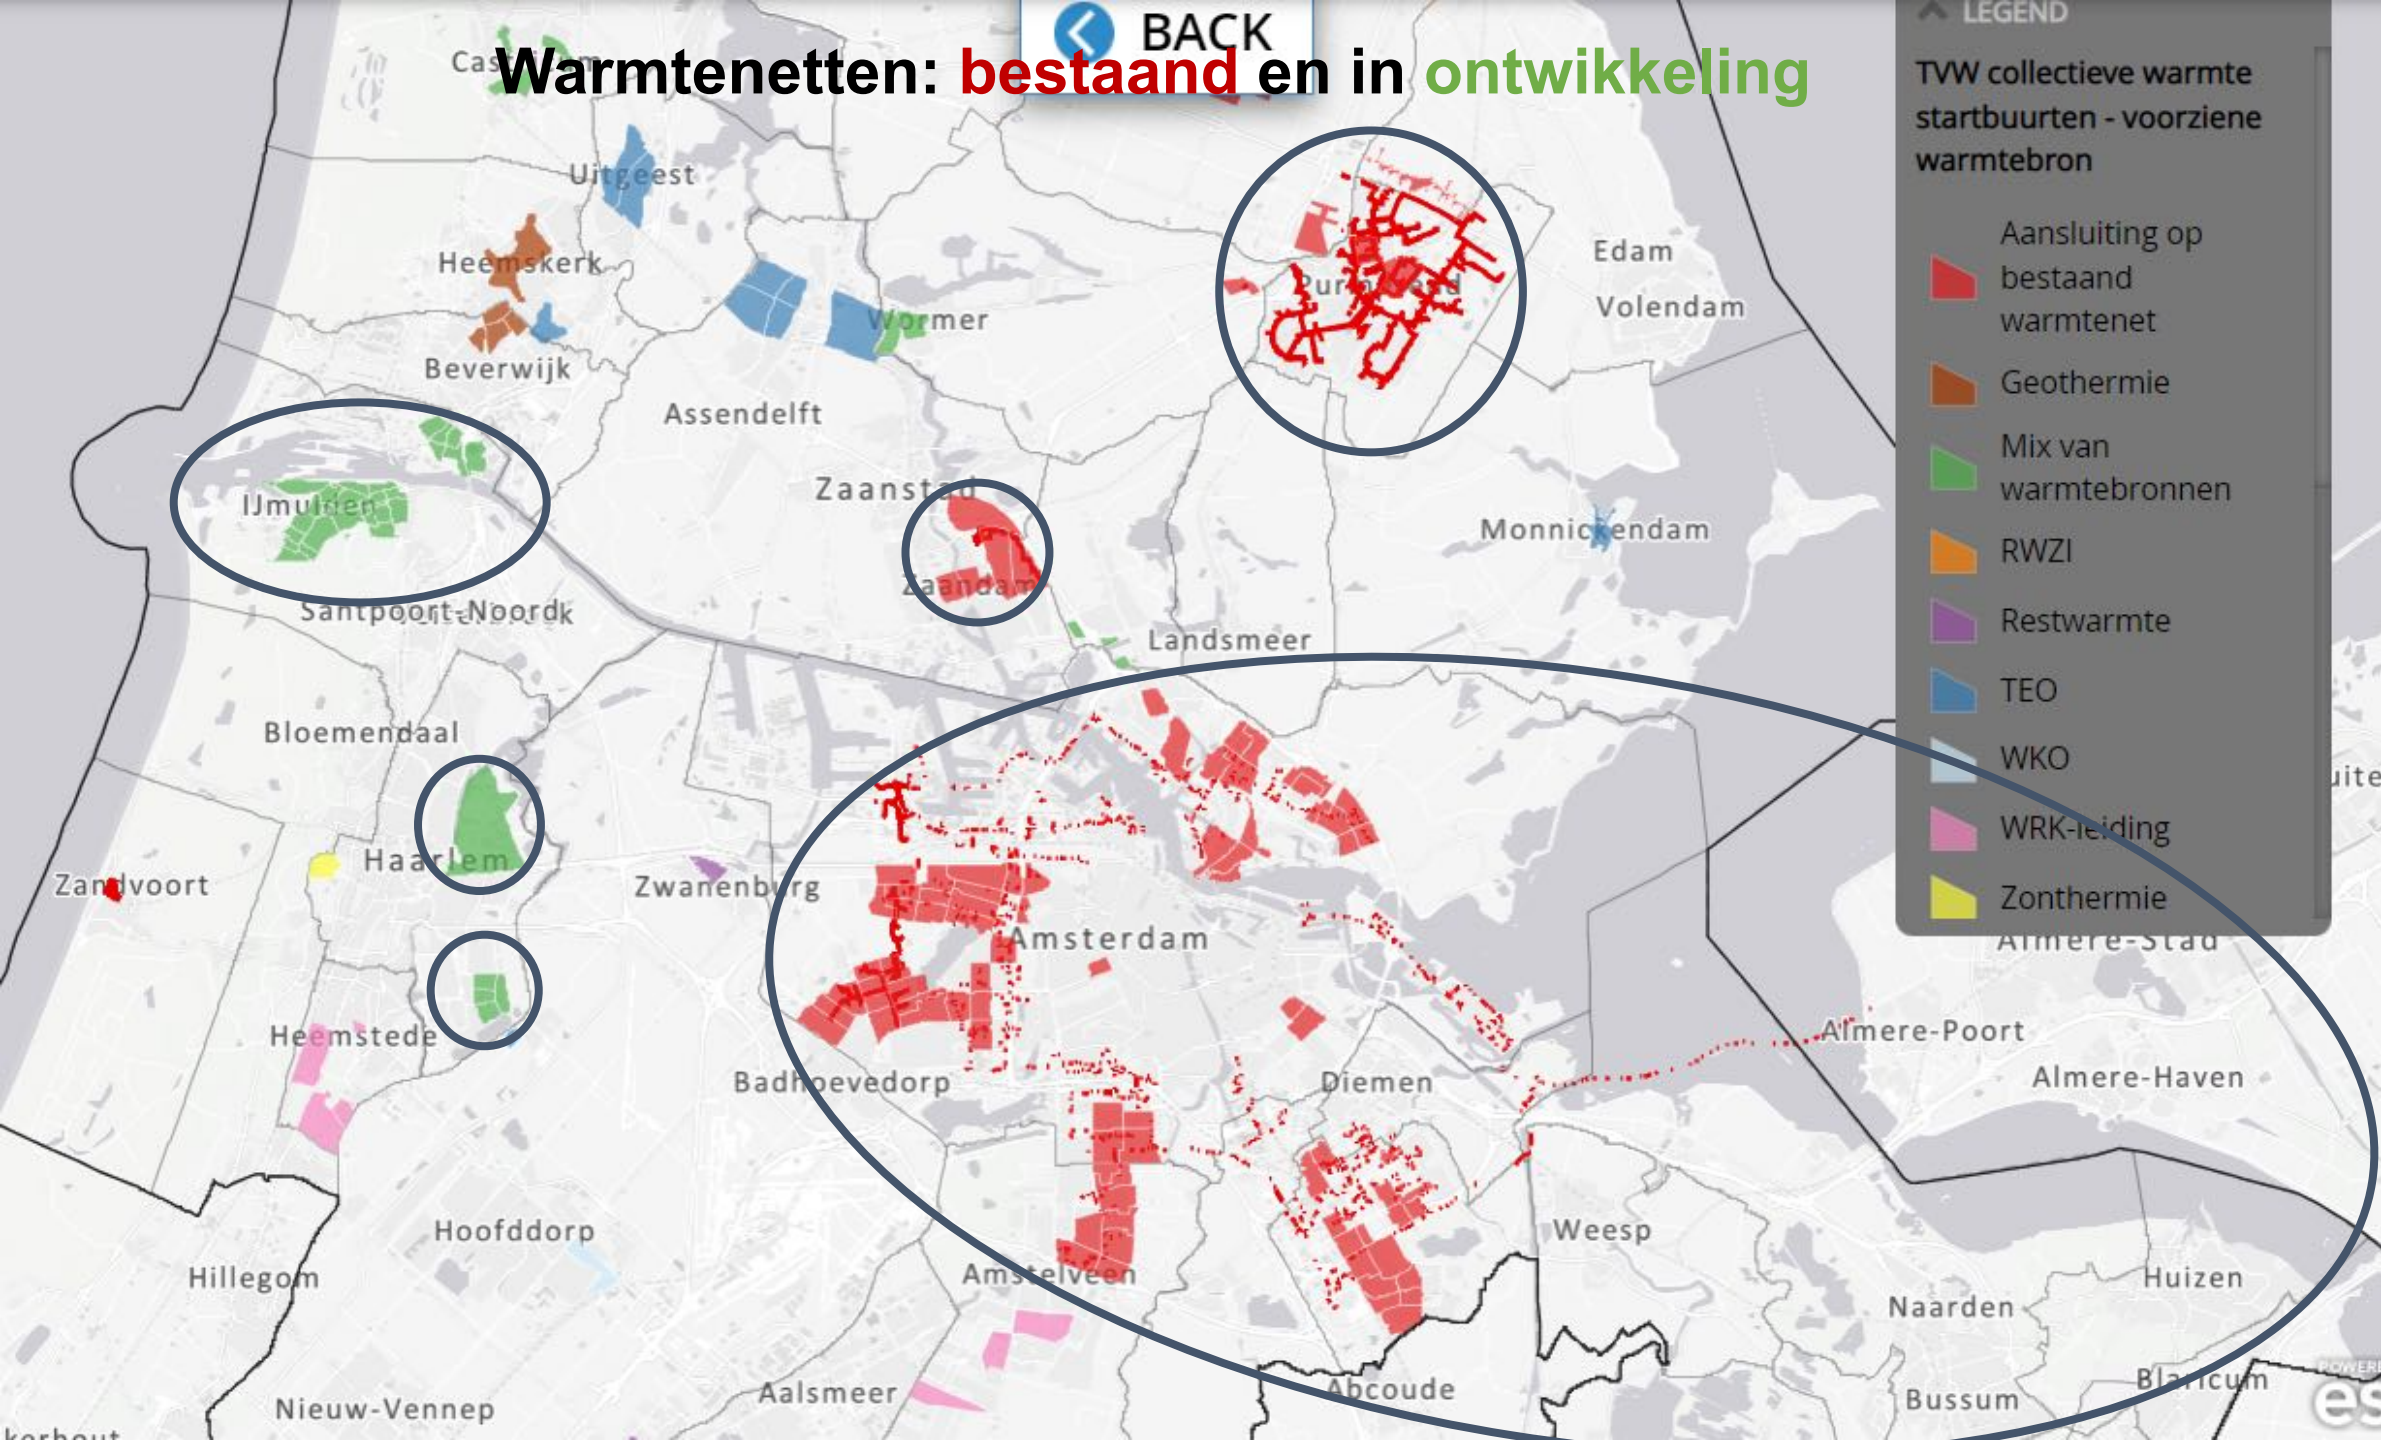 BACK
Warmtenetten: bestaand en in ontwikkeling
LEGEND
TVW collectieve warmte
startbuurten - voorziene
warmtebron
Aansluiting op
bestaand
warmtenet
Geothermie
Mix van
warmtebronnen
RWZI
Restwarmte
TEO
WKO
WRK-leiding
Zonthermie
Uitgeest
Heemskerk
Beverwijk
Wormer
Edam
Volendam
Assendelft
Zaanstad
IJmuiden
Monnickendam
Zaandam
Santpoort-Noord
Landsmeer
Bloemendaal
Haarlem
Zandvoort
Zwanenburg
Amsterdam
Almere-Stad
Heemstede
Almere-Poort
Badhoevedorp
Diemen
Almere-Haven
Hoofddorp
Weesp
Hillegom
Amstelveen
Huizen
Naarden
Aalsmeer
Abcoude
Blaricum
Bussum
Nieuw-Vennep